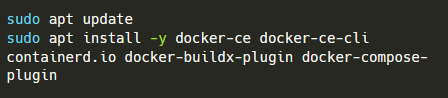 sudo apt update
sudo apt install -y docker-ce docker-ce-cli
containerd.io docker-buildx-plugin docker-compose-
plugin